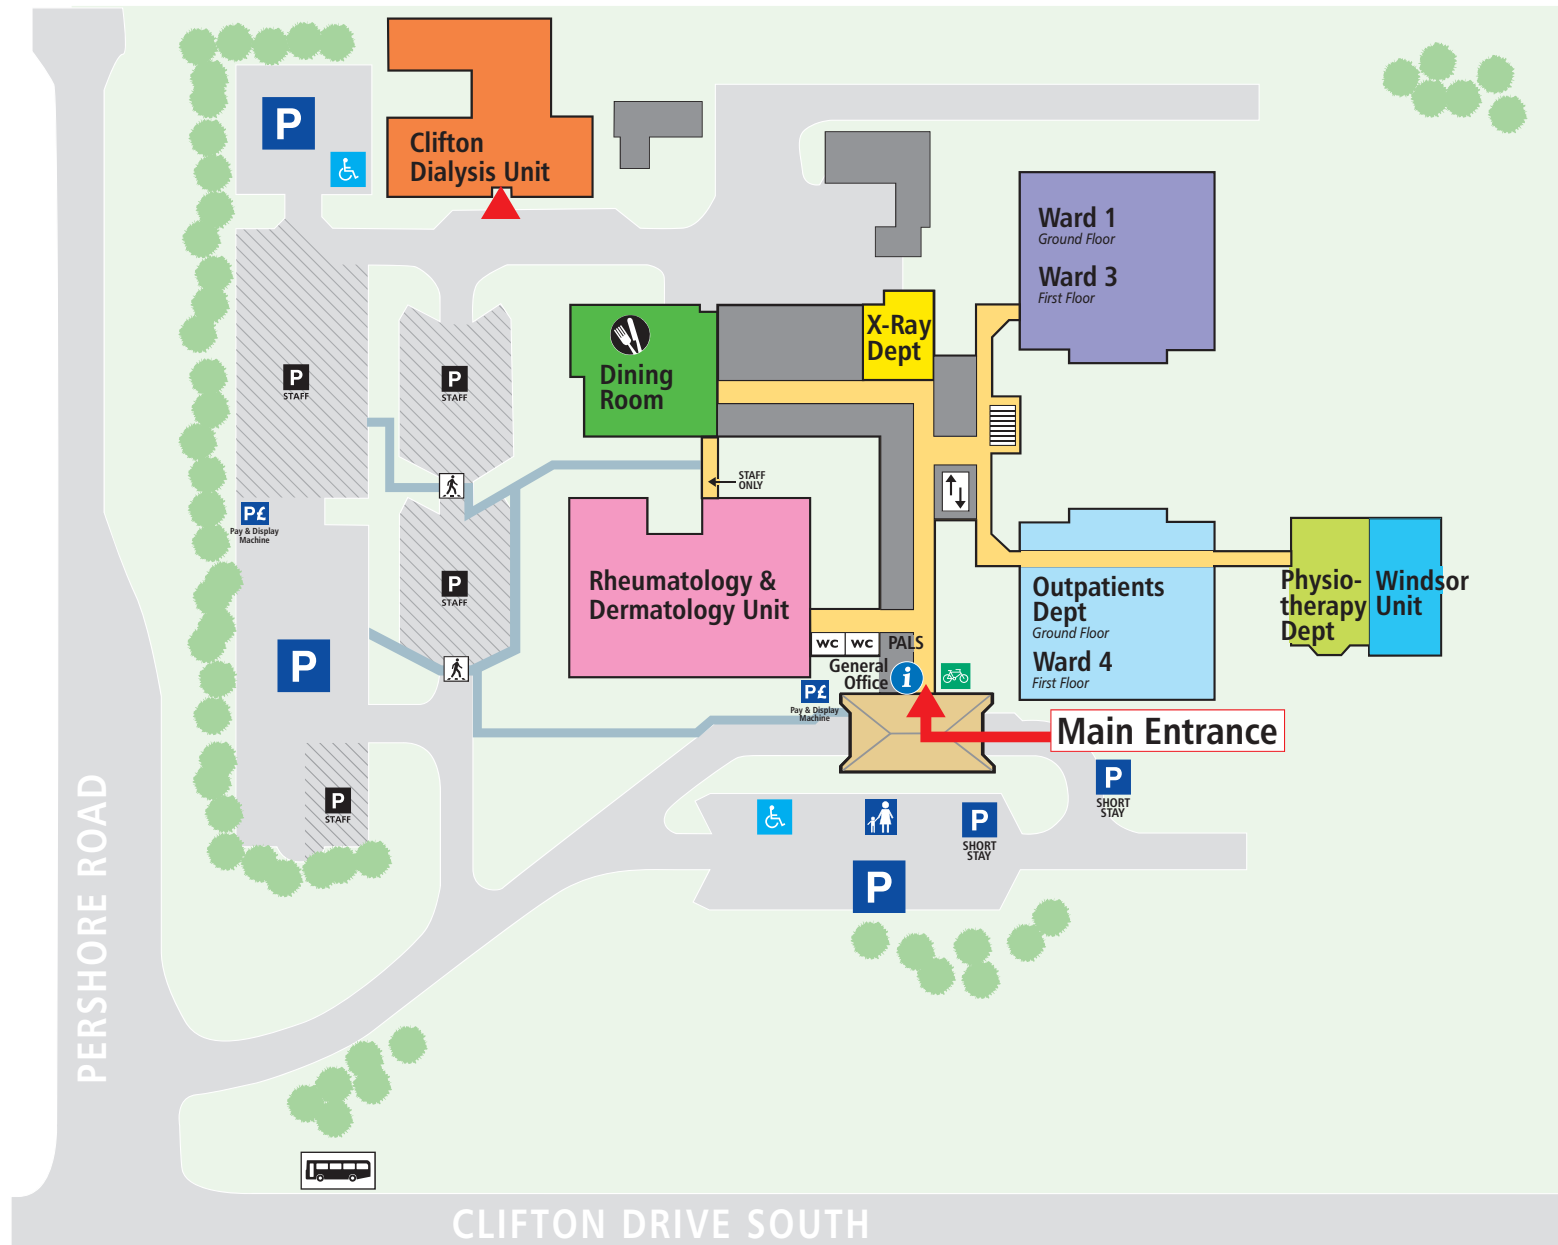 P
Clifton
Dialysis Unit
Ward 1
Ground Floor
Ward 3
First Floor
X-Ray
Dept
Dining
Room
P
STAFF
P
STAFF
STAFF
ONLY
P£
Pay & Display
Machine
P
STAFF
Rheumatology &
Dermatology Unit
Outpatients
Dept
Ground Floor
Ward 4
First Floor
Physio-
therapy
Dept
Windsor
Unit
P
WC
WC
PALS
General
Office
i
P£
Pay & Display
Machine
Main Entrance
P
SHORT
STAY
P
STAFF
P
SHORT
STAY
P
PERSHORE ROAD
CLIFTON DRIVE SOUTH